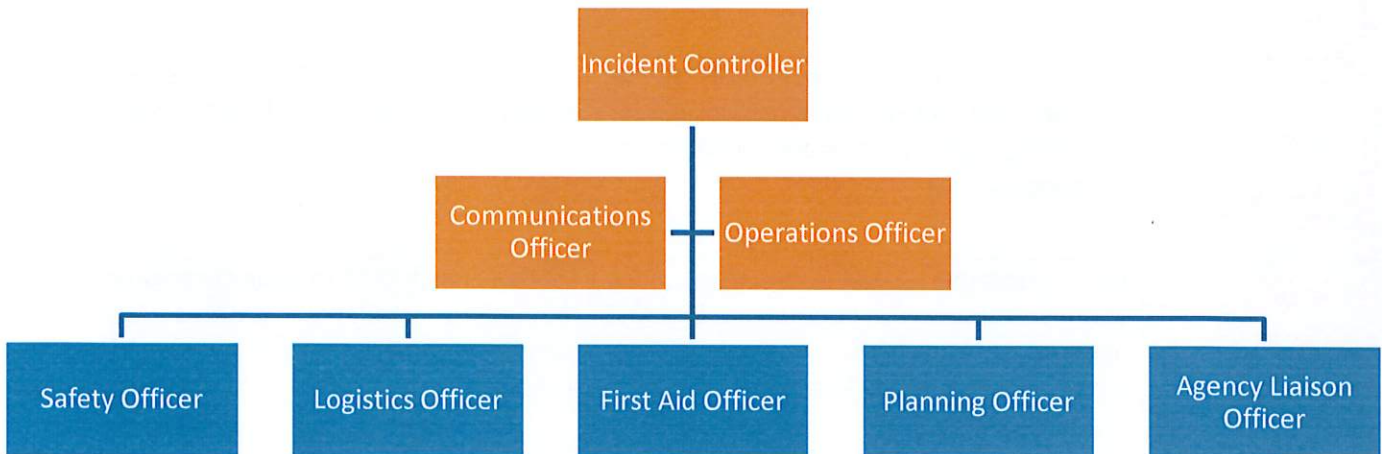 Incident Controller
Communications
Officer
Operations Officer
Safety Officer
Logistics Officer
First Aid Officer
Planning Officer
Agency Liaison
Officer